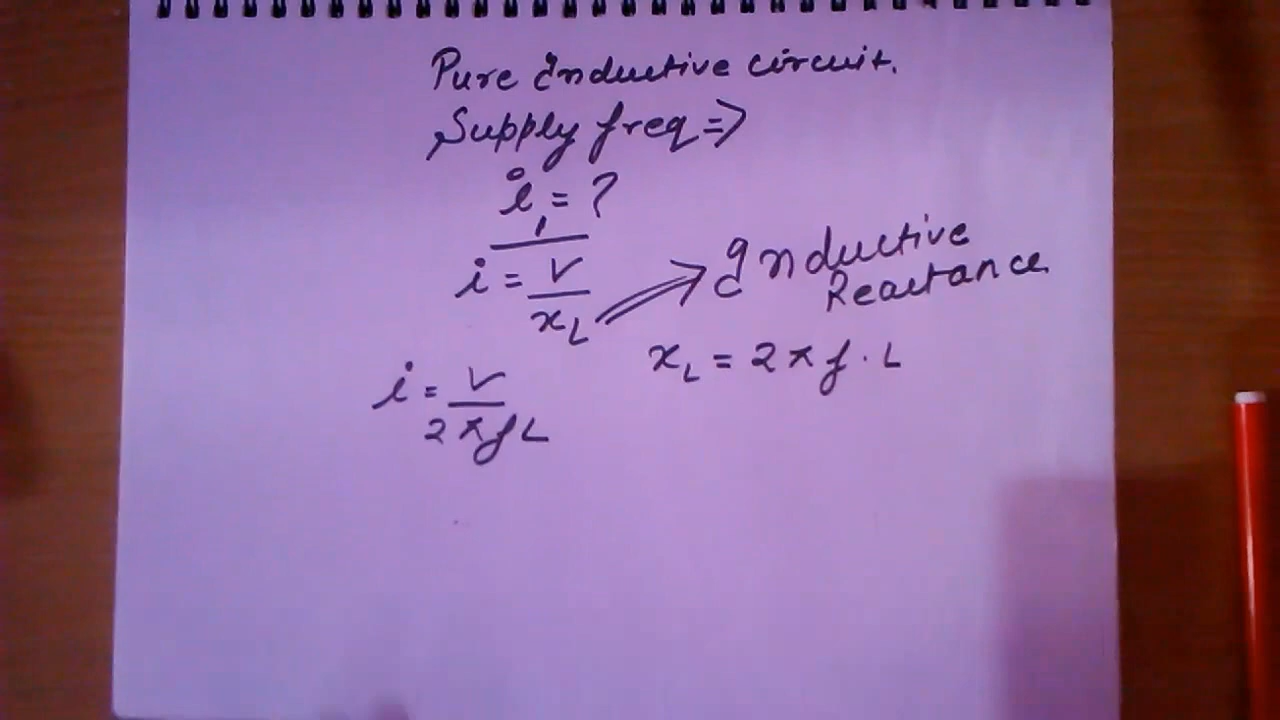 Pure Inductive circuit.
Supply freq =>
i = ?
i = V / xL
Inductive
Reactance
xL = 2πf · L
i = V / 2πfL